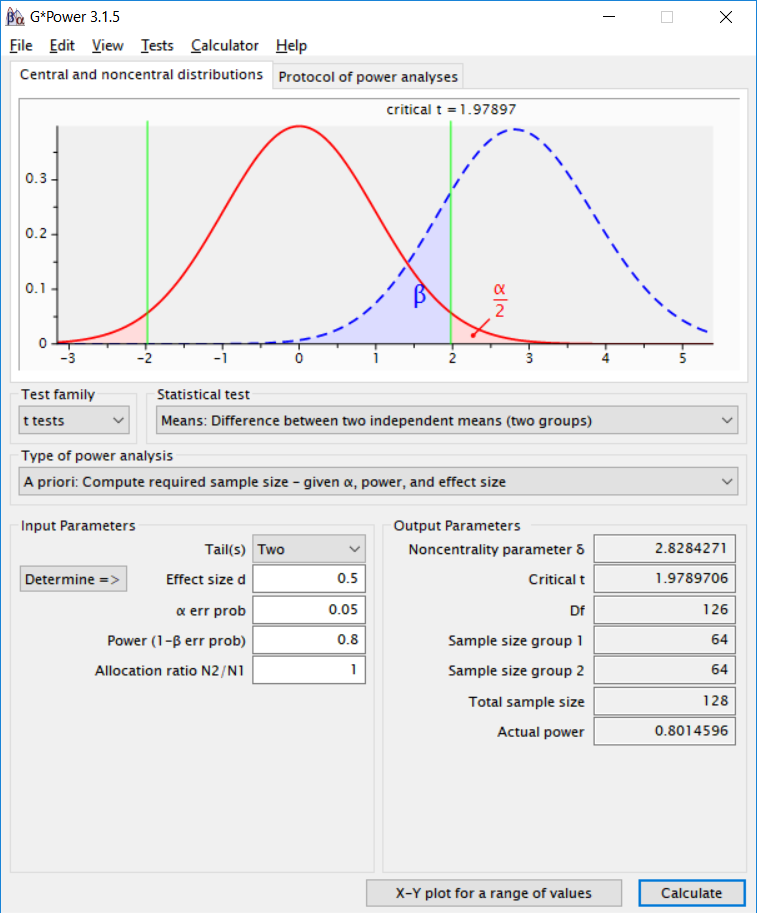 G*Power 3.1.5
File Edit View Tests Calculator Help
Central and noncentral distributions Protocol of power analyses
critical t = 1.97897
0.3
0.2
0.1
0
β
α
2
-3 -2 -1 0 1 2 3 4 5
Test family Statistical test
t tests Means: Difference between two independent means (two groups)
Type of power analysis
A priori: Compute required sample size - given α, power, and effect size
Input Parameters
Tail(s) Two
Determine => Effect size d 0.5
α err prob 0.05
Power (1-β err prob) 0.8
Allocation ratio N2/N1 1
Output Parameters
Noncentrality parameter δ 2.8284271
Critical t 1.9789706
Df 126
Sample size group 1 64
Sample size group 2 64
Total sample size 128
Actual power 0.8014596
X-Y plot for a range of values Calculate